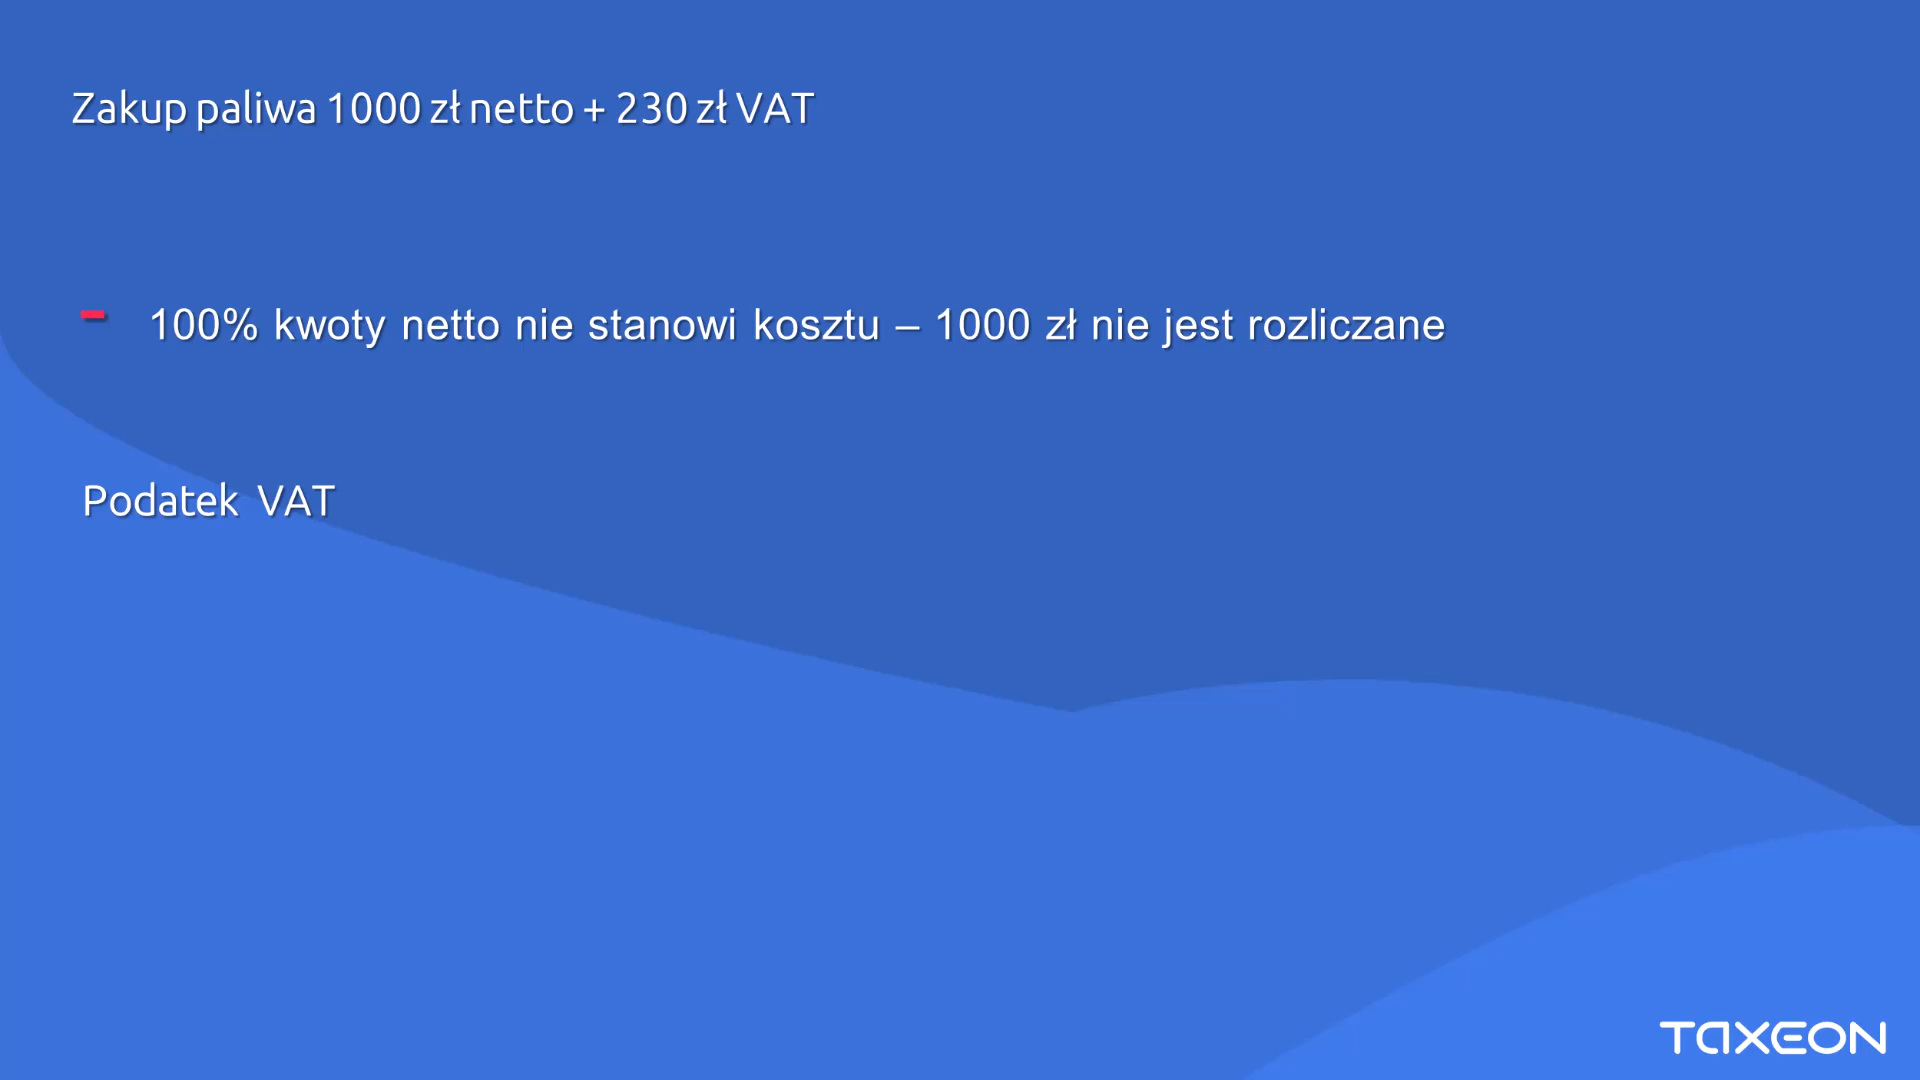 Zakup paliwa 1000 zł netto + 230 zł VAT
- 100% kwoty netto nie stanowi kosztu – 1000 zł nie jest rozliczane
Podatek VAT
TAXEON